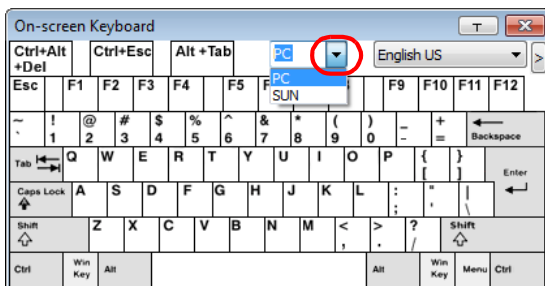 On-screen Keyboard
Ctrl+Alt
+Del
Ctrl+Esc
Alt +Tab
PC
English US
>
PC
SUN
Esc F1 F2 F3 F4 F5 F9 F10 F11 F12
~ ! @ # $ % ^ & * ( ) _ +
` 1 2 3 4 5 6 7 8 9 0 – = Backspace
Tab Q W E R T Y U I O P { }
[ ] Enter
Caps Lock A S D F G H J K L : " |
; ' \
Shift Z X C V B N M < > ? Shift
, . /
Ctrl Win Key Alt Alt Win Key Menu Ctrl